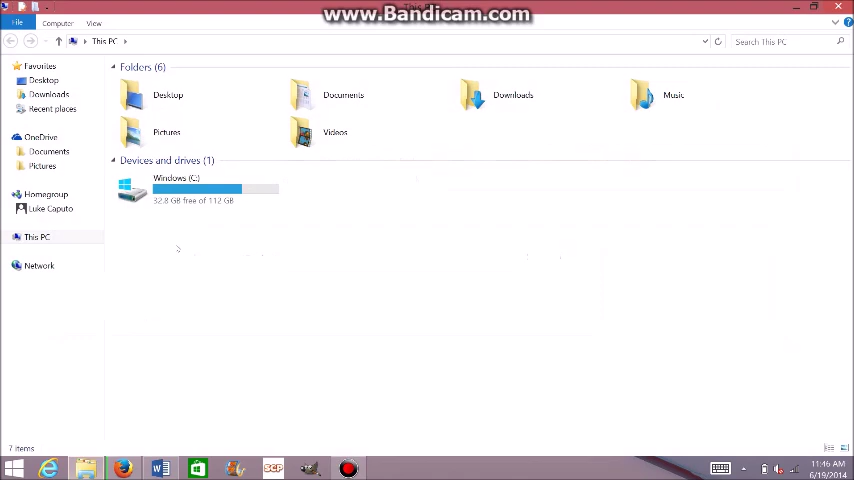 www.Bandicam.com
File
Computer
View
This PC
Search This PC
Favorites
Desktop
Downloads
Recent places
OneDrive
Documents
Pictures
Homegroup
Luke Caputo
This PC
Network
Folders (6)
Desktop
Documents
Downloads
Music
Pictures
Videos
Devices and drives (1)
Windows (C:)
32.8 GB free of 112 GB
7 items
SCP
11:46 AM
6/19/2014